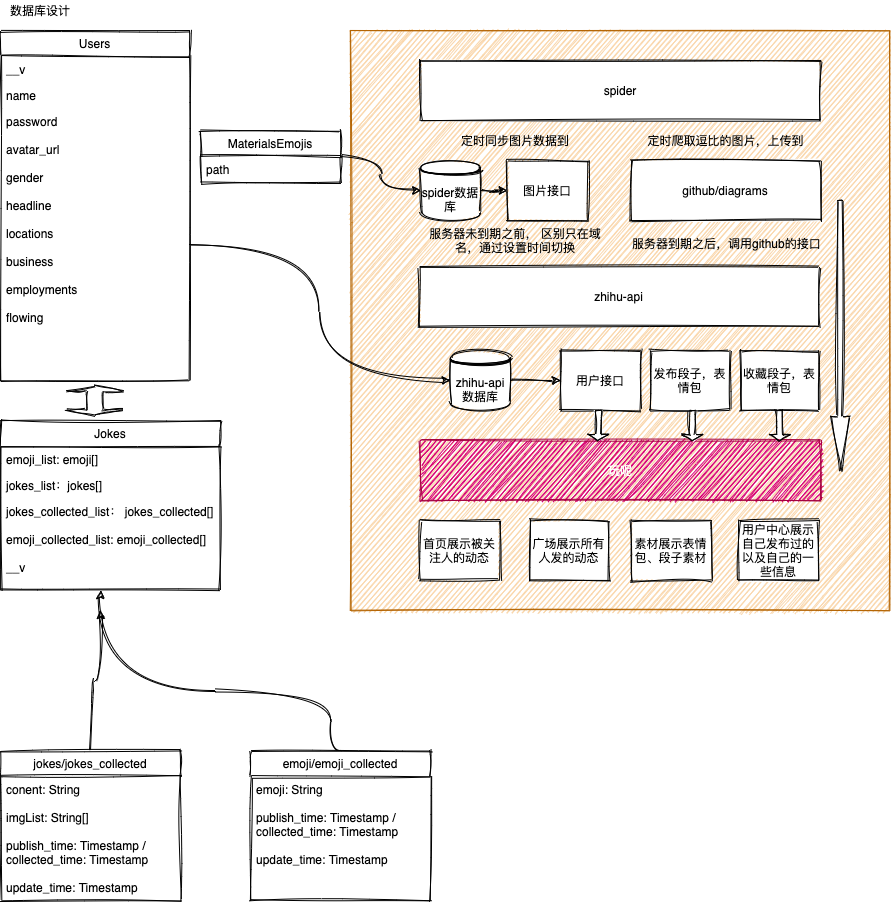 数据库设计
Users
__v
name
password
avatar_url
gender
headline
locations
business
employments
flowing
MaterialsEmojis
path
Jokes
emoji_list: emoji[]
jokes_list： jokes[]
jokes_collected_list： jokes_collected[]
emoji_collected_list: emoji_collected[]
__v
jokes/jokes_collected
conent: String
imgList: String[]
publish_time: Timestamp /
collected_time: Timestamp
update_time: Timestamp
emoji/emoji_collected
emoji: String
publish_time: Timestamp /
collected_time: Timestamp
update_time: Timestamp
spider
定时同步图片数据到
定时爬取逗比的图片，上传到
spider数据
库
图片接口
github/diagrams
服务器未到期之前， 区别只在域
名，通过设置时间切换
服务器到期之后，调用github的接口
zhihu-api
zhihu-api
数据库
用户接口
发布段子，表
情包
收藏段子，表
情包
玩呢
首页展示被关
注人的动态
广场展示所有
人发的动态
素材展示表情
包、段子素材
用户中心展示
自己发布过的
以及自己的一
些信息